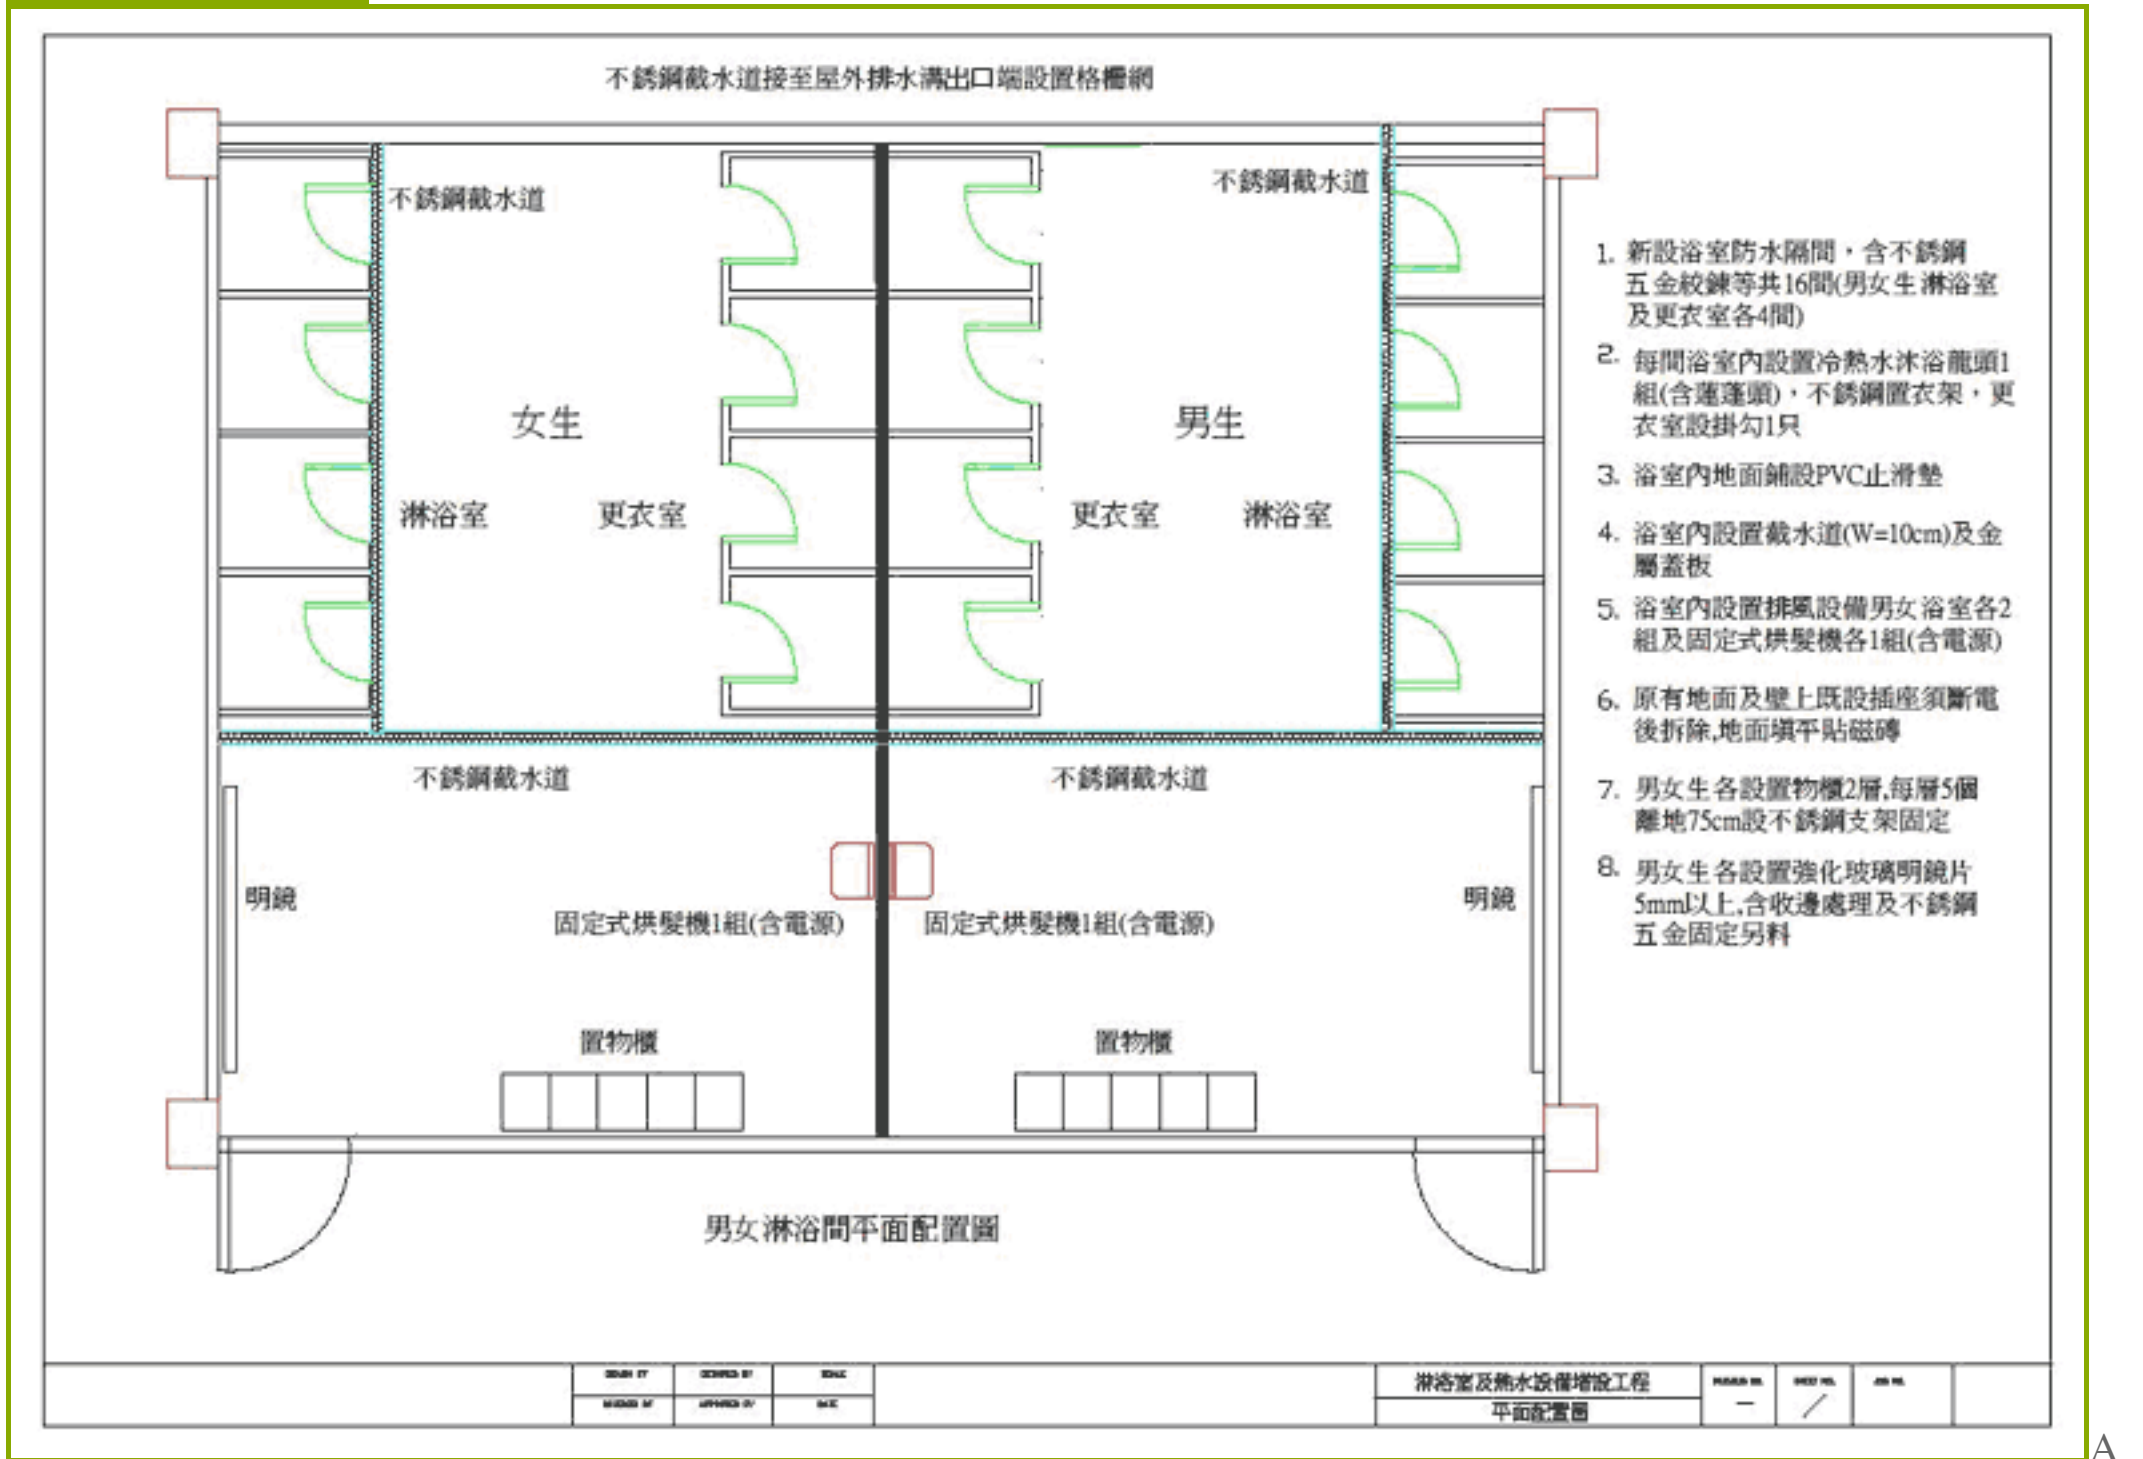 不銹鋼截水道接至屋外排水溝出口端設置格柵網
不銹鋼截水道
不銹鋼截水道
女生
男生
淋浴室
更衣室
更衣室
淋浴室
不銹鋼截水道
不銹鋼截水道
明鏡
明鏡
固定式烘髮機1組(含電源)
固定式烘髮機1組(含電源)
置物櫃
置物櫃
男女淋浴間平面配置圖
1. 新設浴室防水隔間，含不銹鋼
五金絞鍊等共16間(男女生淋浴室
及更衣室各4間)
2. 每間浴室內設置冷熱水沐浴龍頭1
組(含蓮蓬頭)，不銹鋼置衣架，更
衣室設掛勾1只
3. 浴室內地面鋪設PVC止滑墊
4. 浴室內設置截水道(W=10cm)及金
屬蓋板
5. 浴室內設置排風設備男女浴室各2
組及固定式烘髮機各1組(含電源)
6. 原有地面及壁上既設插座須斷電
後拆除,地面填平貼磁磚
7. 男女生各設置物櫃2層,每層5個
離地75cm設不銹鋼支架固定
8. 男女生各設置強化玻璃明鏡片
5mm以上,含收邊處理及不銹鋼
五金固定另料
淋浴室及熱水設備增設工程
平面配置圖
SCALE
DATE
A